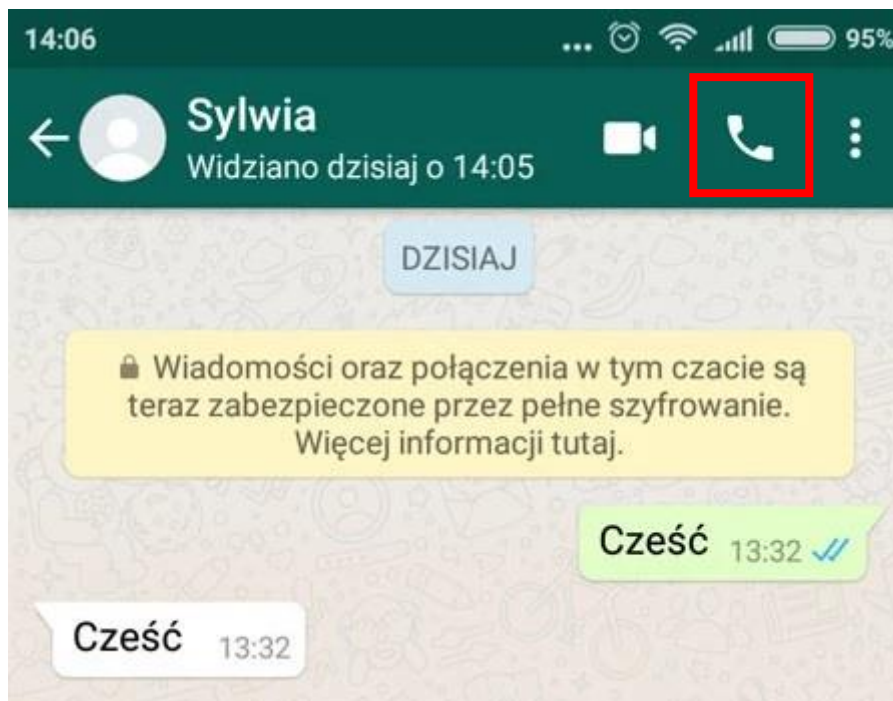 14:06 ... 95%
Sylwia
Widziano dzisiaj o 14:05
DZISIAJ
Wiadomości oraz połączenia w tym czacie są
teraz zabezpieczone przez pełne szyfrowanie.
Więcej informacji tutaj.
Cześć 13:32
Cześć 13:32